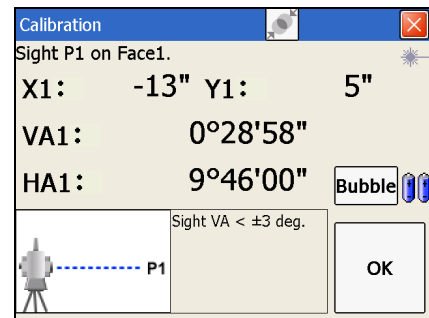 Calibration
Sight P1 on Face1.
X1: -13" Y1: 5"
VA1: 0°28'58"
HA1: 9°46'00"
Bubble
Sight VA < ±3 deg.
P1
OK